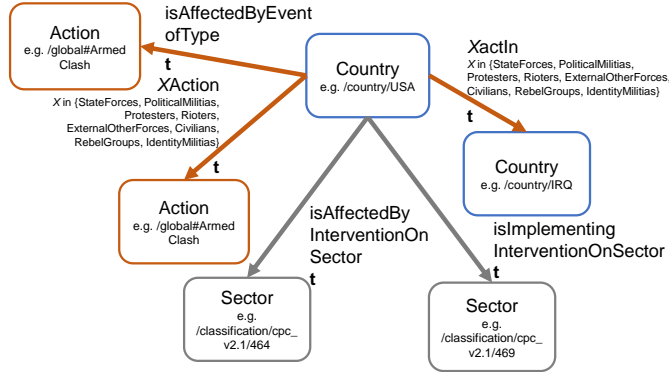 isAffectedByEvent
ofType
t
Action
e.g. /global#Armed
Clash
XAction
X in {StateForces, PoliticalMilitias,
Protesters, Rioters,
ExternalOtherForces, Civilians,
RebelGroups, IdentityMilitias}
t
Country
e.g. /country/USA
XactIn
X in {StateForces, PoliticalMilitias,
Protesters, Rioters, ExternalOtherForces,
Civilians, RebelGroups, IdentityMilitias}
t
Country
e.g. /country/IRQ
Action
e.g. /global#Armed
Clash
isAffectedBy
InterventionOn
Sector
t
isImplementing
InterventionOnSector
t
Sector
e.g.
/classification/cpc_
v2.1/464
Sector
e.g.
/classification/cpc_
v2.1/469